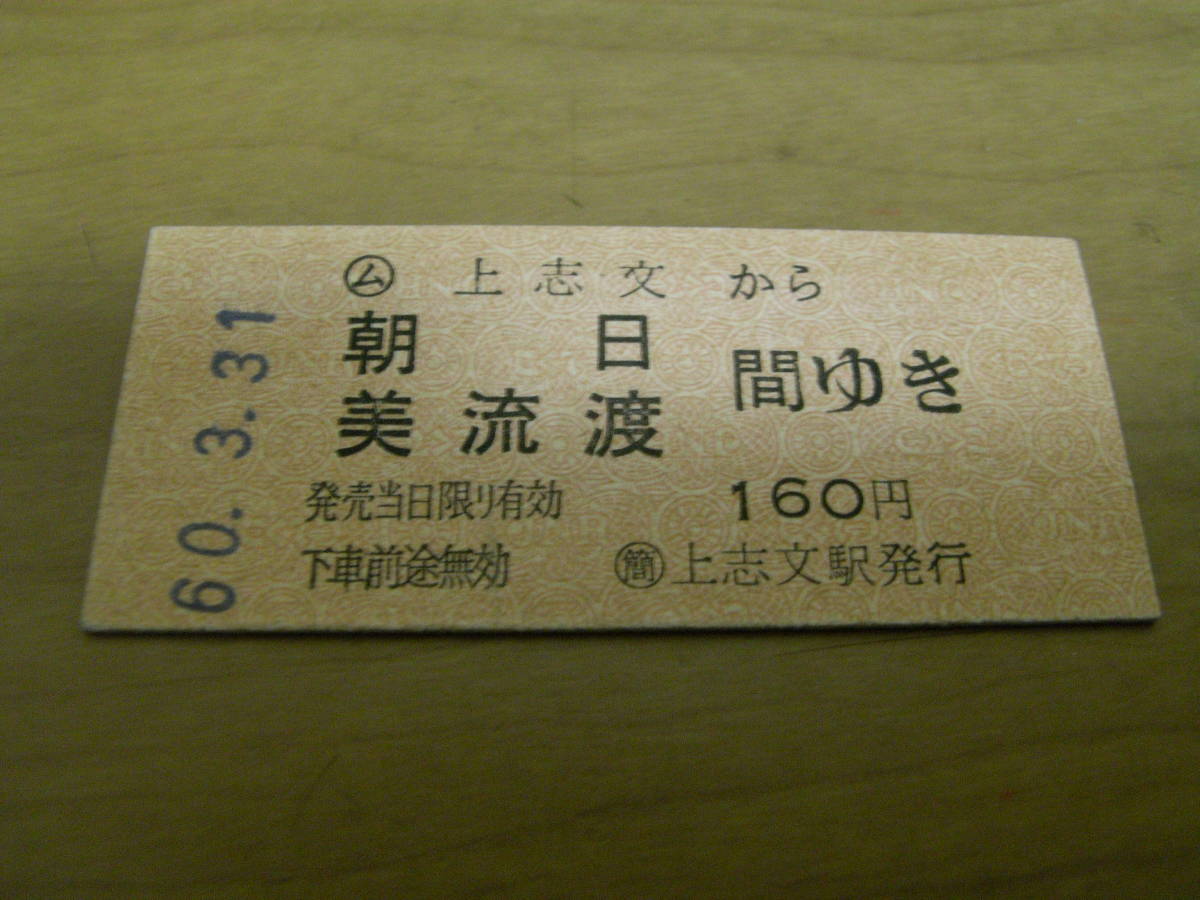 ㋰ 上志文 から
朝日
美流渡
間ゆき
発売当日限り有効 160円
下車前途無効 ㊢上志文駅発行
60.3.31